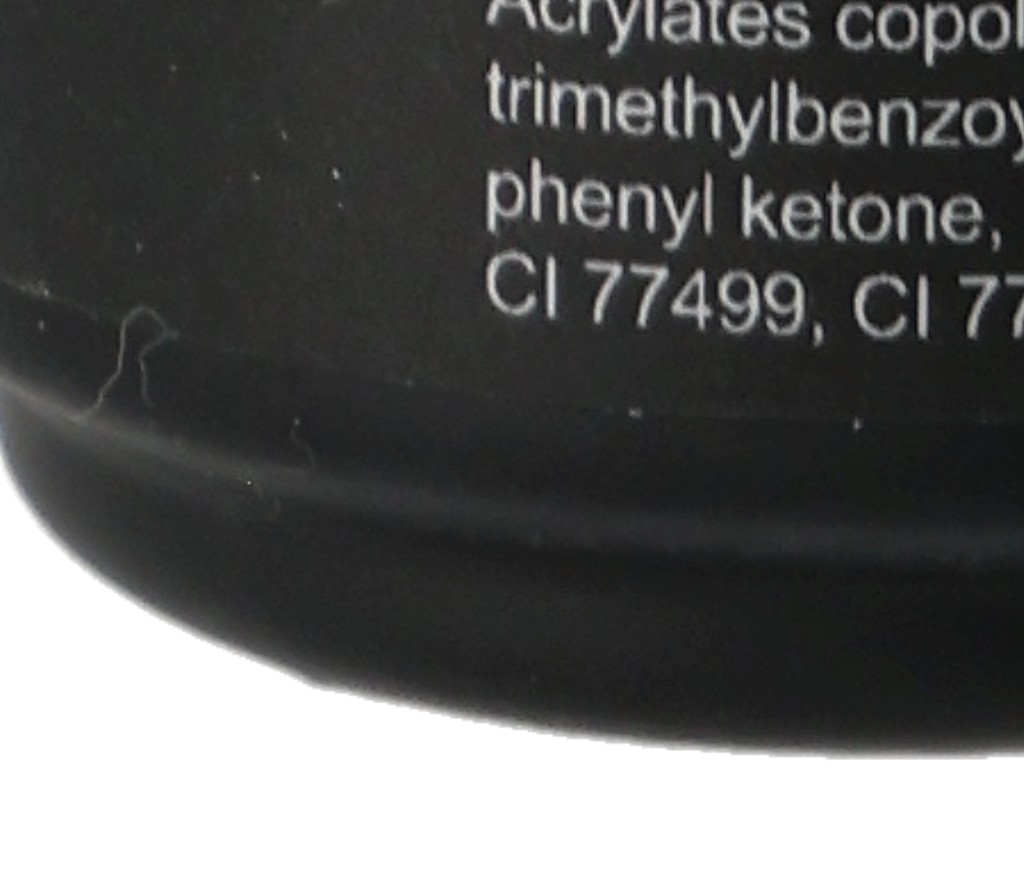 Acrylates copol
trimethylbenzoy
phenyl ketone,
CI 77499, CI 77